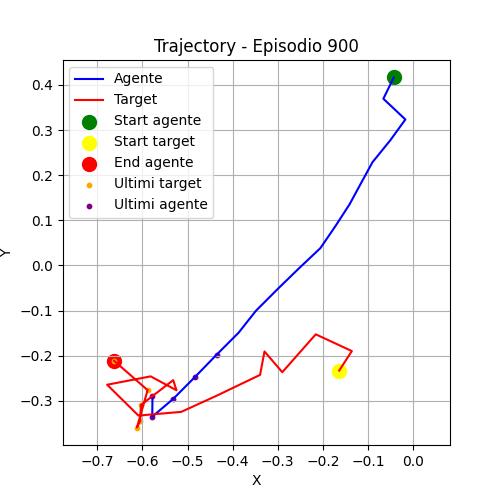 Trajectory - Episodio 900
Agente
Target
Start agente
Start target
End agente
Ultimi target
Ultimi agente
Y
0.4
0.3
0.2
0.1
0.0
−0.1
−0.2
−0.3
−0.7 −0.6 −0.5 −0.4 −0.3 −0.2 −0.1 0.0
X